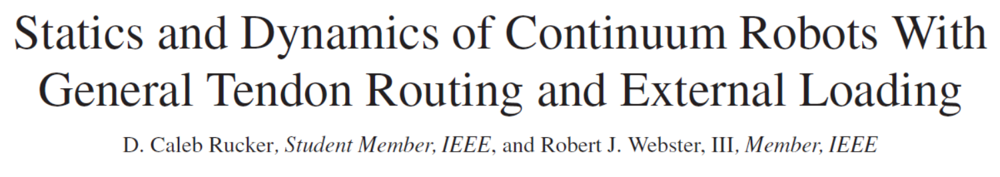 Statics and Dynamics of Continuum Robots With
General Tendon Routing and External Loading
D. Caleb Rucker, Student Member, IEEE, and Robert J. Webster, III, Member, IEEE